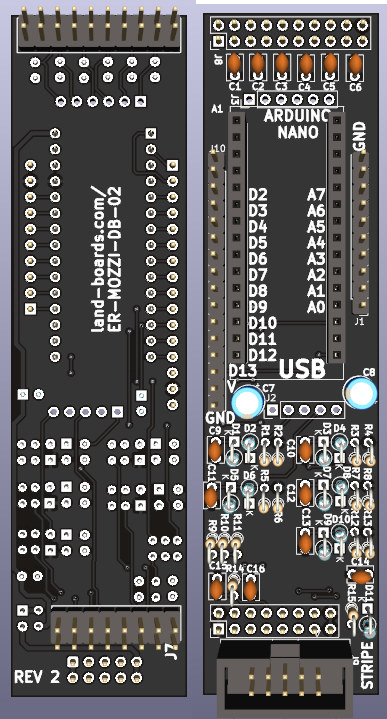 land-boards.com/
ER-MOZZI-DB-02
J7
REV 2
J8
C1 C2 C3 C4 C5 C6
J3
A1
ARDUINO
NANO
GND
J10
D2 A7
D3 A6
D4 A5
D5 A4
D6 A3
D7 A2
D8 A1
D9 A0
D10
D11
D12
J1
D13 USB
V
C7
C8
J2
GND
C9
D2
R1
R3
C10
D3
D4
R4
C11
D5
D6
R5
R6
C12
R8
R9
R10
R11
C13
D9
D10
R12
R13
C14
C15
R14
C16
R15
D11
STRIPE